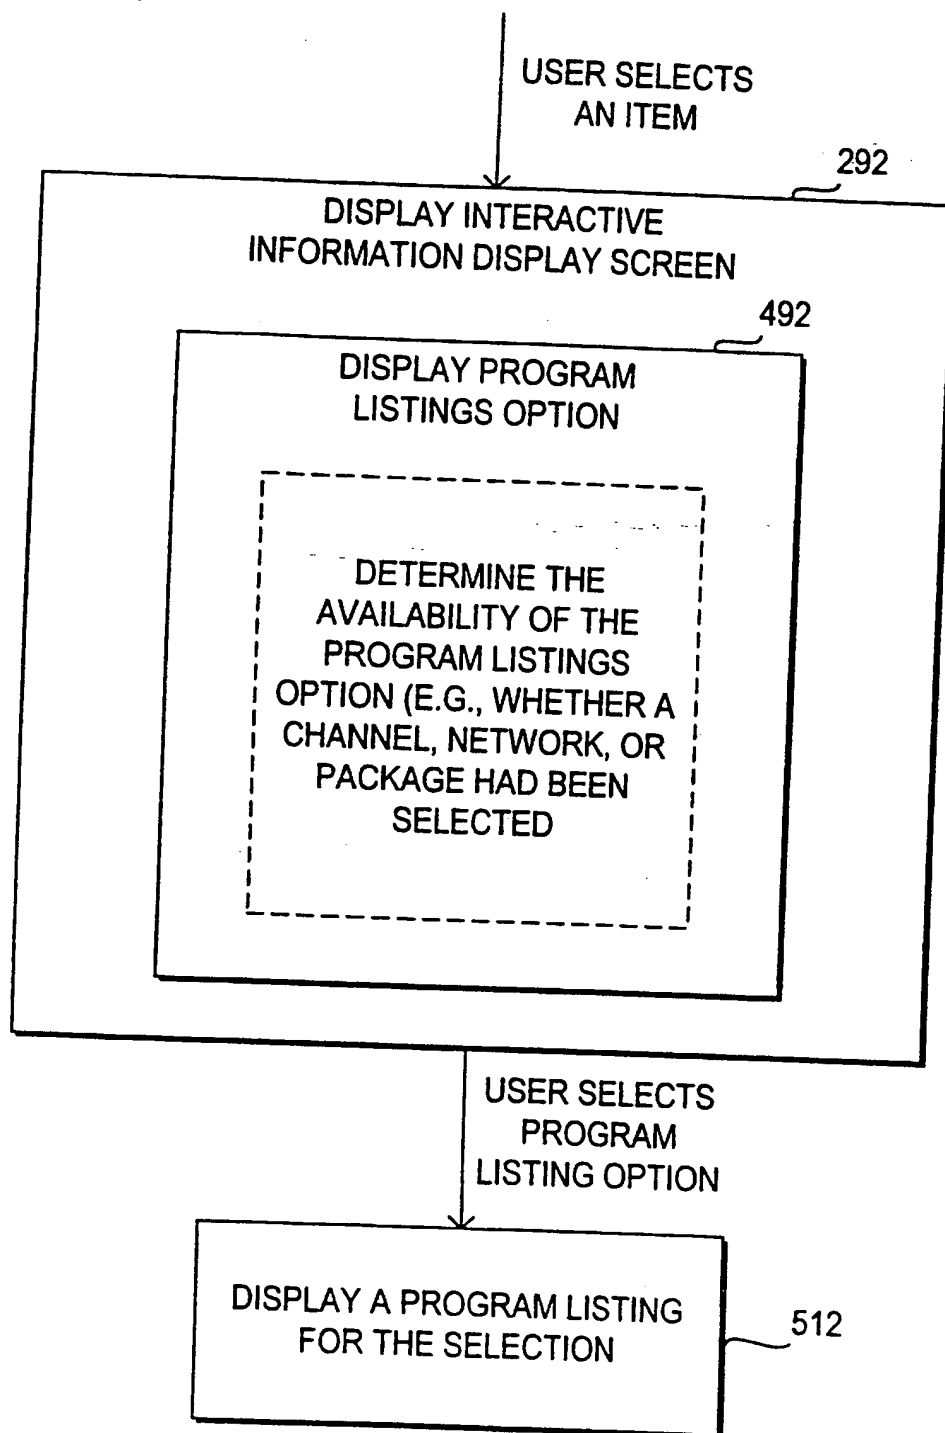 USER SELECTS
AN ITEM
292
DISPLAY INTERACTIVE
INFORMATION DISPLAY SCREEN
492
DISPLAY PROGRAM
LISTINGS OPTION
DETERMINE THE
AVAILABILITY OF THE
PROGRAM LISTINGS
OPTION (E.G., WHETHER A
CHANNEL, NETWORK, OR
PACKAGE HAD BEEN
SELECTED
USER SELECTS
PROGRAM
LISTING OPTION
DISPLAY A PROGRAM LISTING
FOR THE SELECTION
512